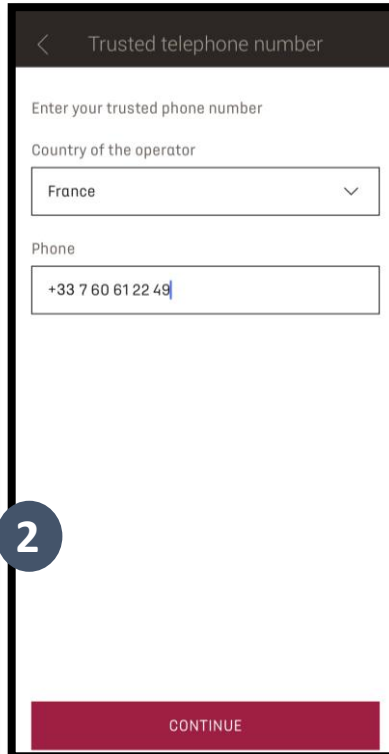 Trusted telephone number
Enter your trusted phone number
Country of the operator
France
Phone
+33 7 60 61 22 49
2
CONTINUE